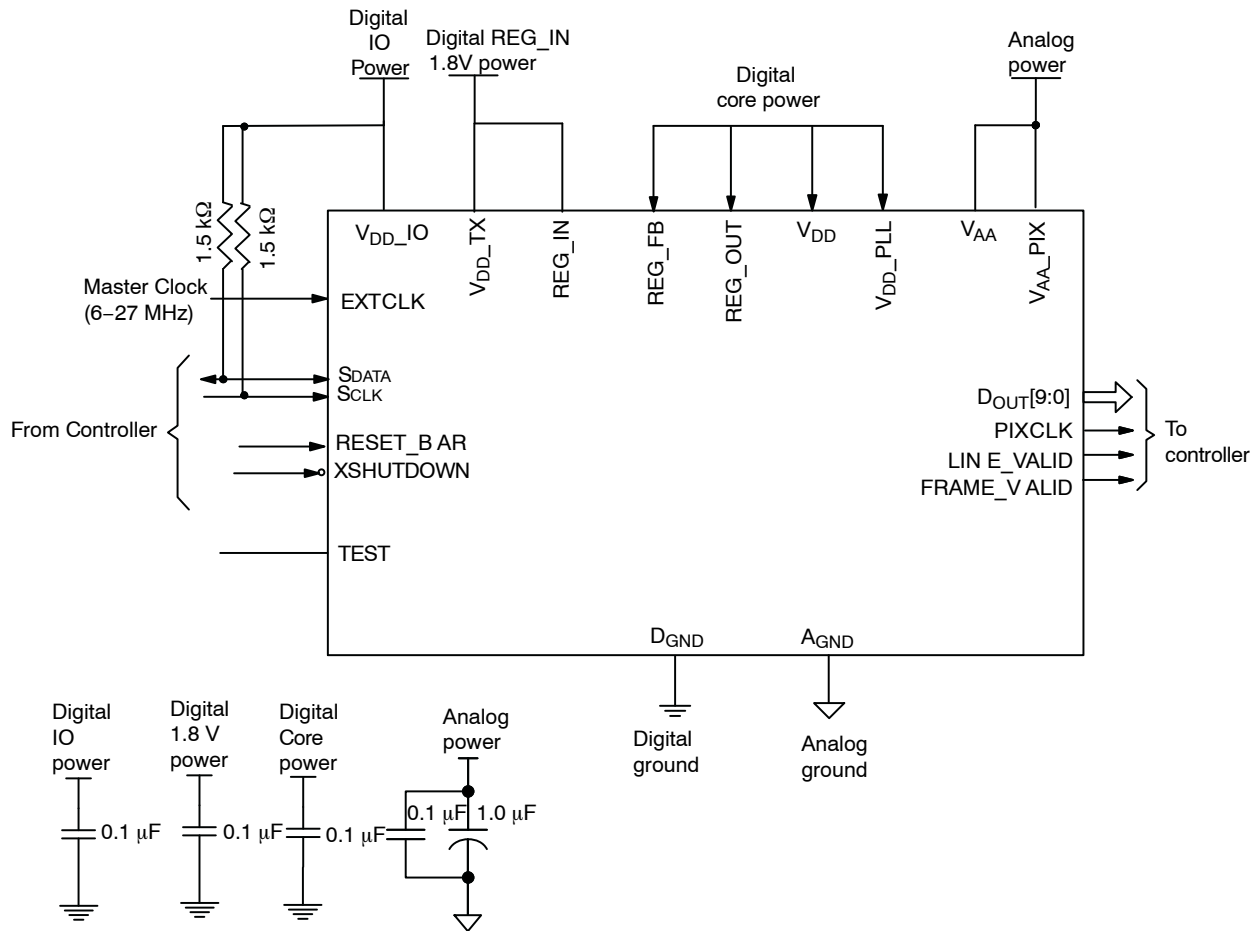 Digital
IO
Power
Digital REG_IN
1.8V power
Digital
core power
Analog
power
1.5 kΩ
1.5 kΩ
VDD_IO
VDD_TX
REG_IN
REG_FB
REG_OUT
VDD
VDD_PLL
VAA
VAA_PIX
Master Clock
(6–27 MHz)
EXTCLK
From Controller
SDATA
SCLK
RESET_B AR
XSHUTDOWN
TEST
DOUT[9:0]
PIXCLK
LIN E_VALID
FRAME_V ALID
To
controller
DGND
AGND
Digital
ground
Analog
ground
Digital
IO
power
0.1 μF
Digital
1.8 V
power
0.1 μF
Digital
Core
power
0.1 μF
Analog
power
0.1 μF
1.0 μF